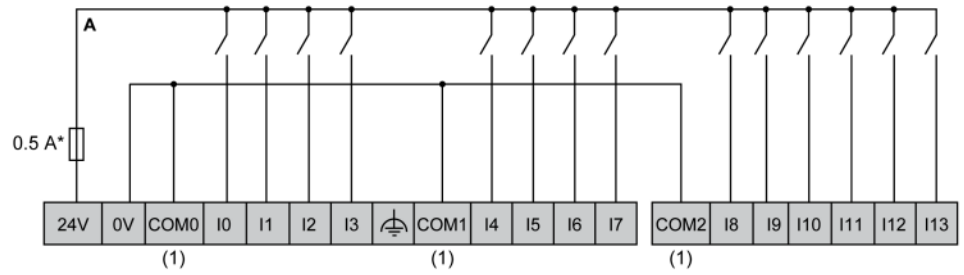 A
0.5 A*
24V 0V COM0 I0 I1 I2 I3 COM1 I4 I5 I6 I7 COM2 I8 I9 I10 I11 I12 I13
(1) (1) (1)